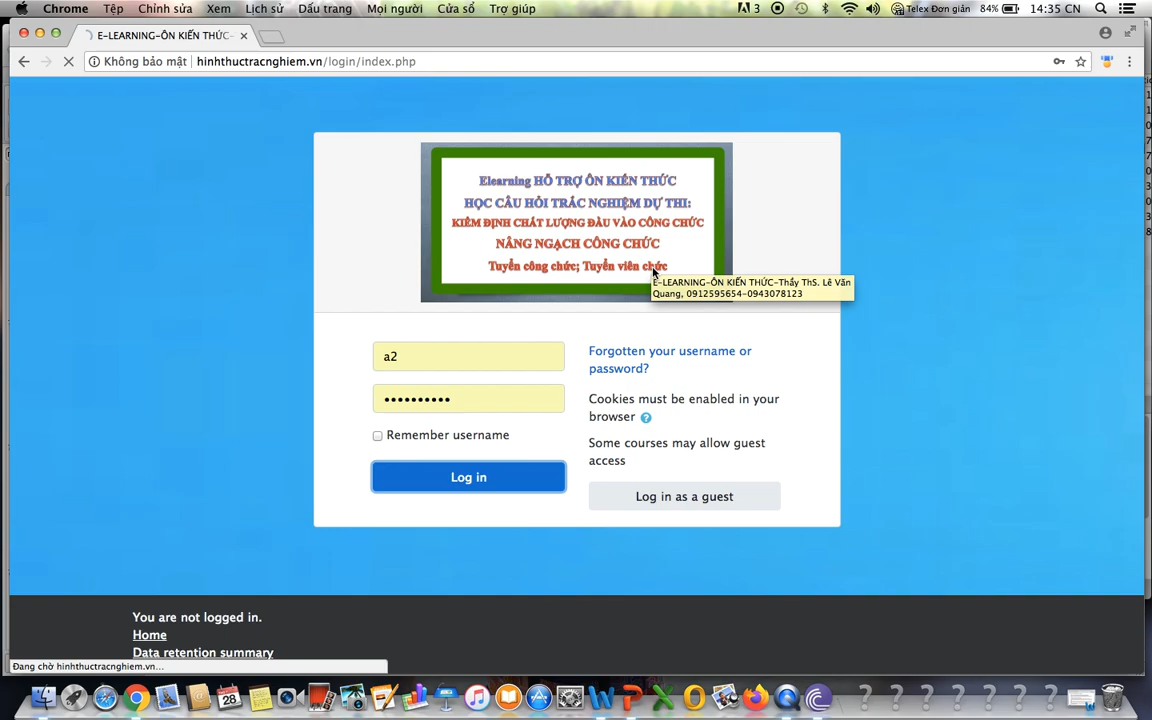 Chrome Tệp Chỉnh sửa Xem Lịch sử Dấu trang Mọi người Cửa sổ Trợ giúp 3 Telex Đơn giản 84% 14:35 CN
E-LEARNING-ÔN KIẾN THỨC-
Không bảo mật hinhthuctracnghiem.vn/login/index.php
Elearning HỖ TRỢ ÔN KIẾN THỨC
HỌC CÂU HỎI TRẮC NGHIỆM DỰ THI:
KIỂM ĐỊNH CHẤT LƯỢNG ĐẦU VÀO CÔNG CHỨC
NÂNG NGẠCH CÔNG CHỨC
Tuyển công chức; Tuyển viên chức
E-LEARNING-ÔN KIẾN THỨC-Thầy ThS. Lê Văn
Quang, 0912595654-0943078123
a2
Forgotten your username or
password?
Cookies must be enabled in your
browser ?
Remember username
Some courses may allow guest
access
Log in
Log in as a guest
You are not logged in.
Home
Data retention summary
Đang chờ hinhthuctracnghiem.vn...
28